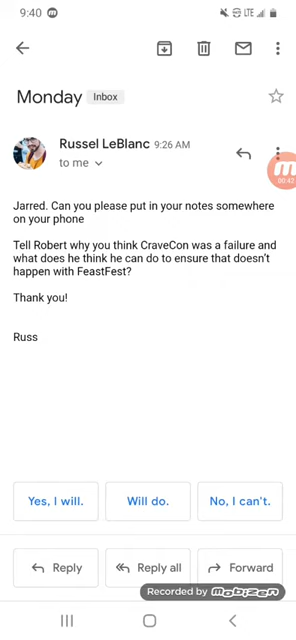 9:40 m LTE
Monday Inbox
Russel LeBlanc 9:26 AM
to me
m
00:42
Jarred. Can you please put in your notes somewhere
on your phone
Tell Robert why you think CraveCon was a failure and
what does he think he can do to ensure that doesn't
happen with FeastFest?
Thank you!
Russ
Yes, I will. Will do. No, I can't.
Reply Reply all Forward
Recorded by mobizen